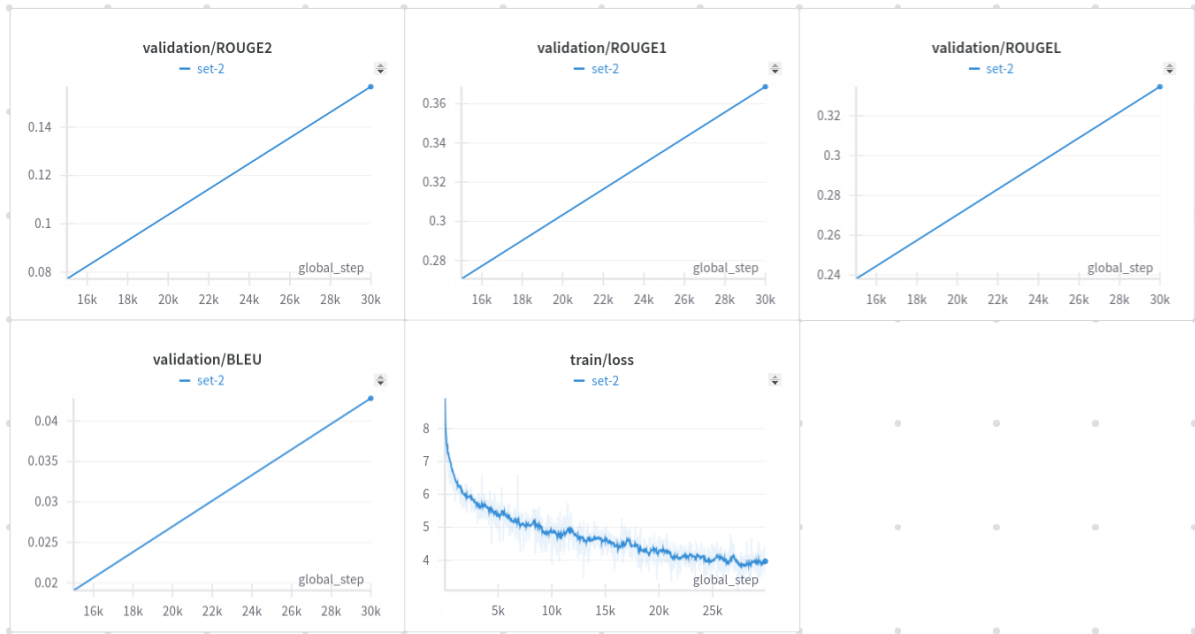 validation/ROUGE2
set-2
0.14
0.12
0.1
0.08
global_step
16k 18k 20k 22k 24k 26k 28k 30k
validation/ROUGE1
set-2
0.36
0.34
0.32
0.3
0.28
global_step
16k 18k 20k 22k 24k 26k 28k 30k
validation/ROUGEL
set-2
0.32
0.3
0.28
0.26
0.24
global_step
16k 18k 20k 22k 24k 26k 28k 30k
validation/BLEU
set-2
0.04
0.035
0.03
0.025
0.02
global_step
16k 18k 20k 22k 24k 26k 28k 30k
train/loss
set-2
8
7
6
5
4
global_step
5k 10k 15k 20k 25k